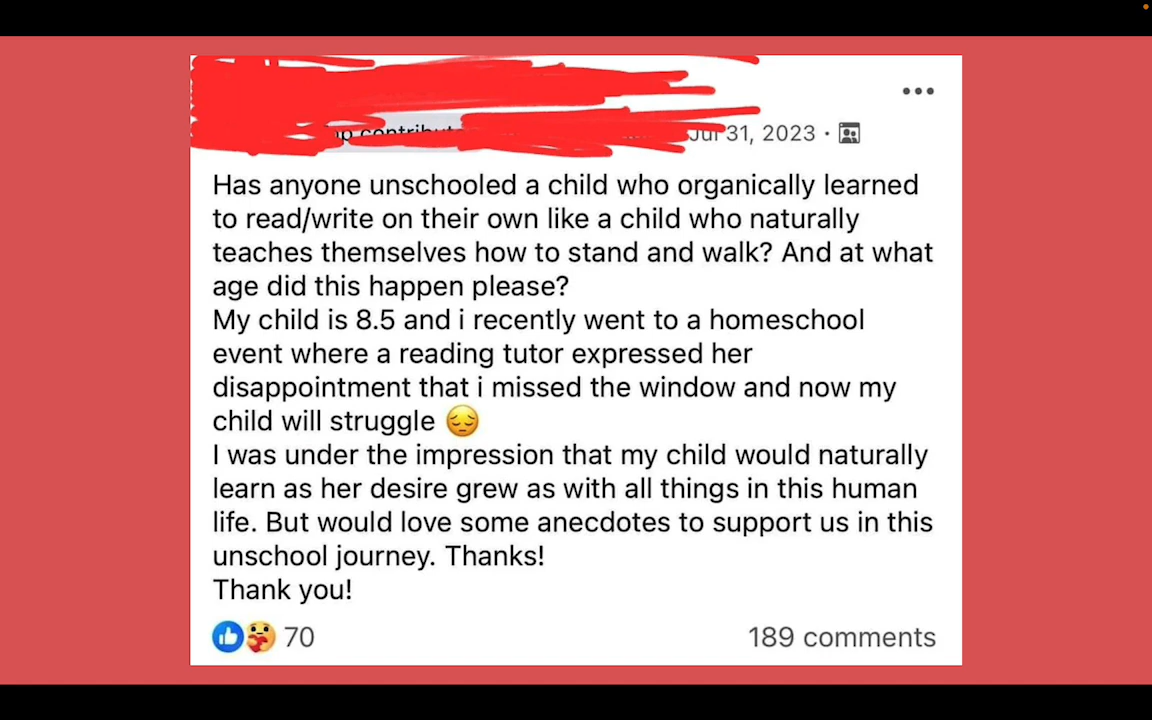 Jul 31, 2023 ·
Has anyone unschooled a child who organically learned
to read/write on their own like a child who naturally
teaches themselves how to stand and walk? And at what
age did this happen please?
My child is 8.5 and i recently went to a homeschool
event where a reading tutor expressed her
disappointment that i missed the window and now my
child will struggle 😔
I was under the impression that my child would naturally
learn as her desire grew as with all things in this human
life. But would love some anecdotes to support us in this
unschool journey. Thanks!
Thank you!
70
189 comments